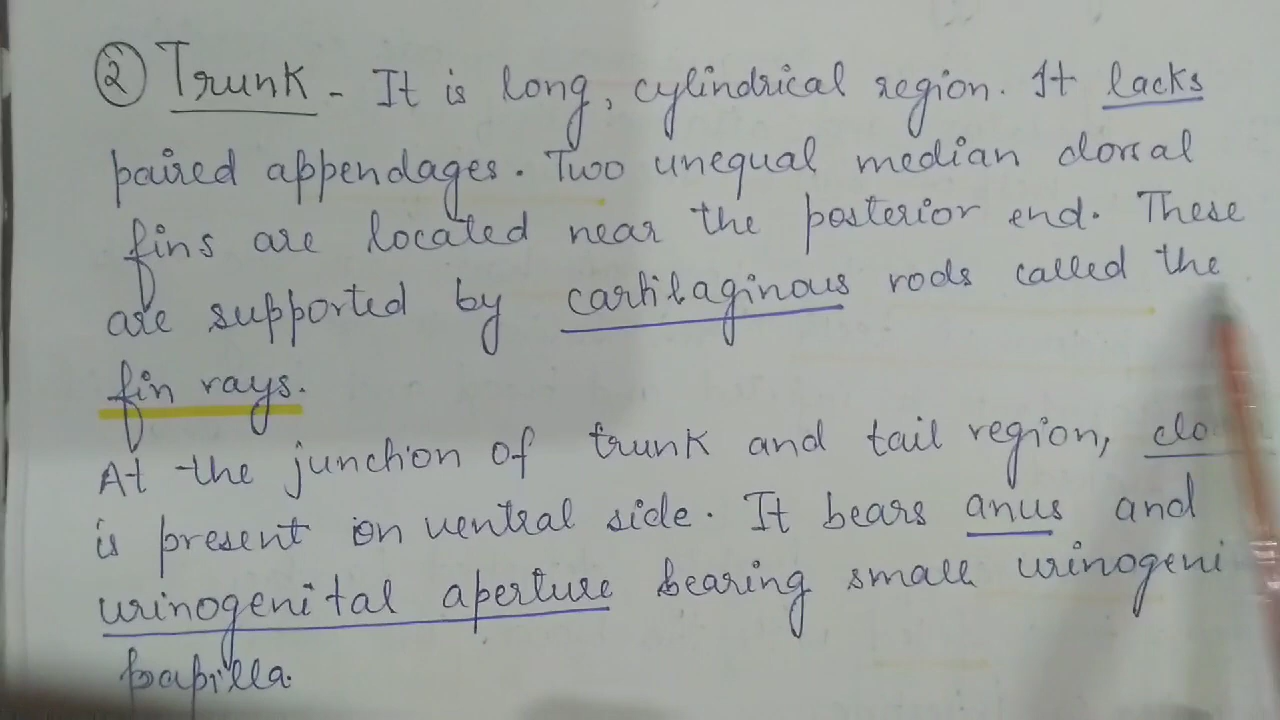 ② Trunk - It is long, cylindrical region. It lacks
paired appendages. Two unequal median dorsal
fins are located near the posterior end. These
are supported by cartilaginous rods called the
fin rays.
At the junction of trunk and tail region,
is present on ventral side. It bears anus and
urinogenital aperture bearing small urinogeni
papilla.